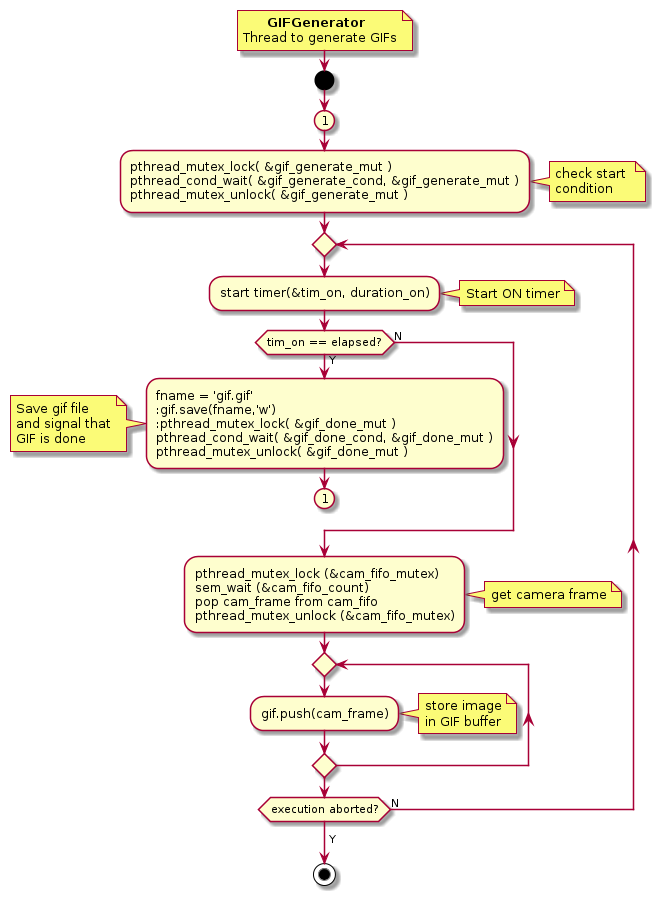 GIFGenerator
Thread to generate GIFs
1
pthread_mutex_lock( &gif_generate_mut )
pthread_cond_wait( &gif_generate_cond, &gif_generate_mut )
pthread_mutex_unlock( &gif_generate_mut )
check start
condition
start timer(&tim_on, duration_on)
Start ON timer
tim_on == elapsed?
N
Y
Save gif file
and signal that
GIF is done
fname = 'gif.gif'
:gif.save(fname,'w')
:pthread_mutex_lock( &gif_done_mut )
pthread_cond_wait( &gif_done_cond, &gif_done_mut )
pthread_mutex_unlock( &gif_done_mut )
1
pthread_mutex_lock (&cam_fifo_mutex)
sem_wait (&cam_fifo_count)
pop cam_frame from cam_fifo
pthread_mutex_unlock (&cam_fifo_mutex)
get camera frame
gif.push(cam_frame)
store image
in GIF buffer
execution aborted?
N
Y